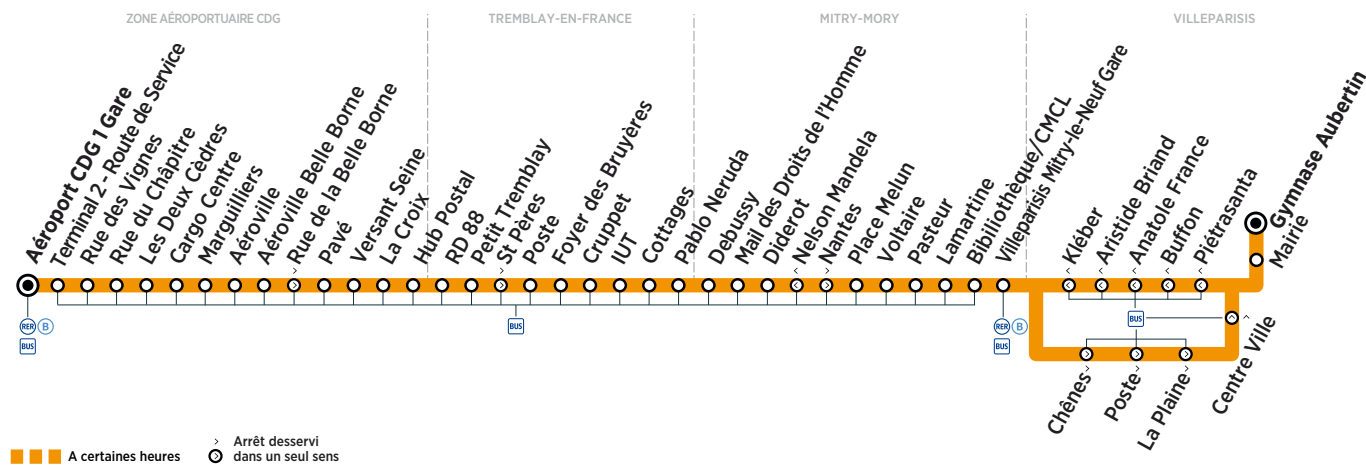 ZONE AÉROPORTUAIRE CDG
TREMBLAY-EN-FRANCE
MITRY-MORY
VILLEPARISIS
Aéroport CDG 1 Gare
Terminal 2 - Route de Service
Rue des Vignes
Rue du Châpitre
Les Deux Cèdres
Cargo Centre
Marguilliers
Aéroville
Aéroville Belle Borne
Rue de la Belle Borne
Pavé
Versant Seine
La Croix
Hub Postal
RD 88
Petit Tremblay
St Pères
Poste
Foyer des Bruyères
Cruppet
IUT
Cottages
Pablo Neruda
Debussy
Mail des Droits de l'Homme
Diderot
Nelson Mandela
Nantes
Place Melun
Voltaire
Pasteur
Lamartine
Bibliothèque/CMCL
Villeparisis Mitry-le-Neuf Gare
Kléber
Aristide Briand
Anatole France
Buffon
Piétrasanta
Gymnase Aubertin
Mairie
RER B
BUS
BUS
RER B
BUS
BUS
Chênes
Poste
La Plaine
Centre Ville
A certaines heures
Arrêt desservi
dans un seul sens